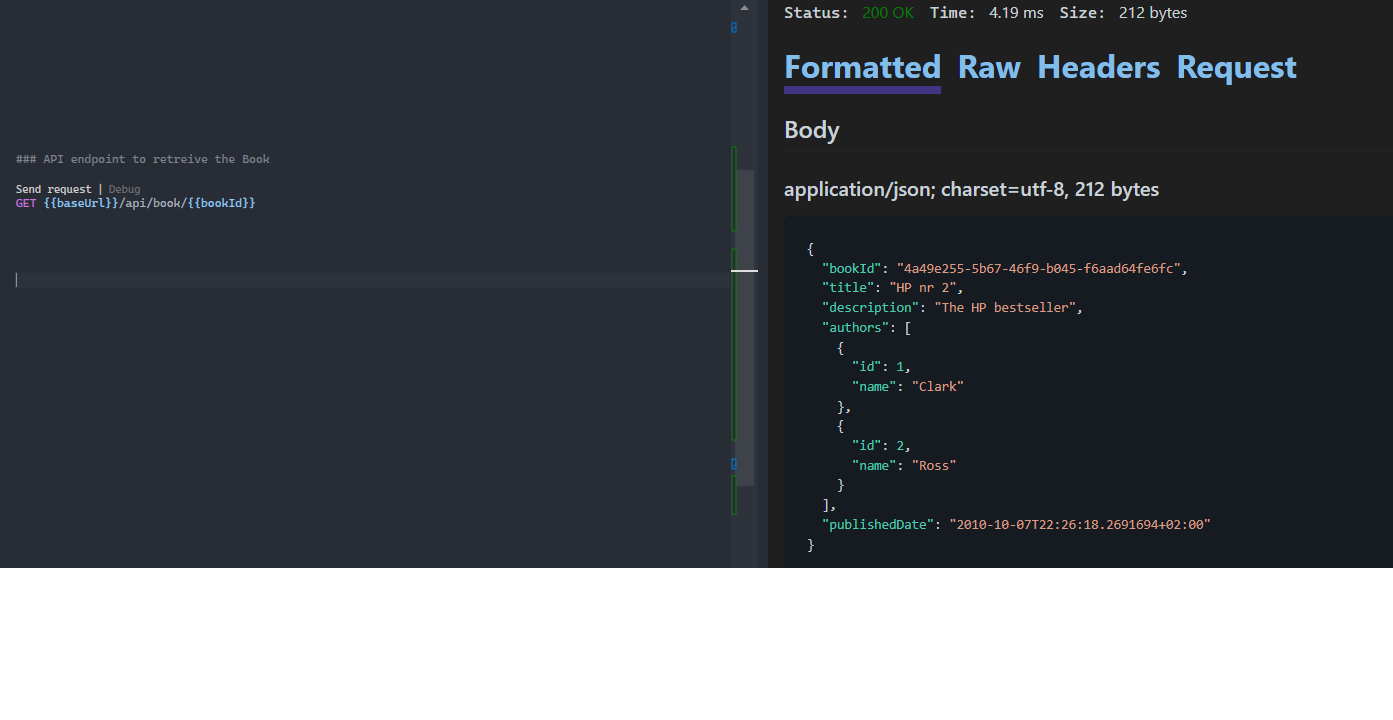 ### API endpoint to retreive the Book
Send request | Debug
GET {{baseUrl}}/api/book/{{bookId}}
Status: 200 OK Time: 4.19 ms Size: 212 bytes
Formatted Raw Headers Request
Body
application/json; charset=utf-8, 212 bytes
{
"bookId": "4a49e255-5b67-46f9-b045-f6aad64fe6fc",
"title": "HP nr 2",
"description": "The HP bestseller",
"authors": [
{
"id": 1,
"name": "Clark"
},
{
"id": 2,
"name": "Ross"
}
],
"publishedDate": "2010-10-07T22:26:18.2691694+02:00"
}